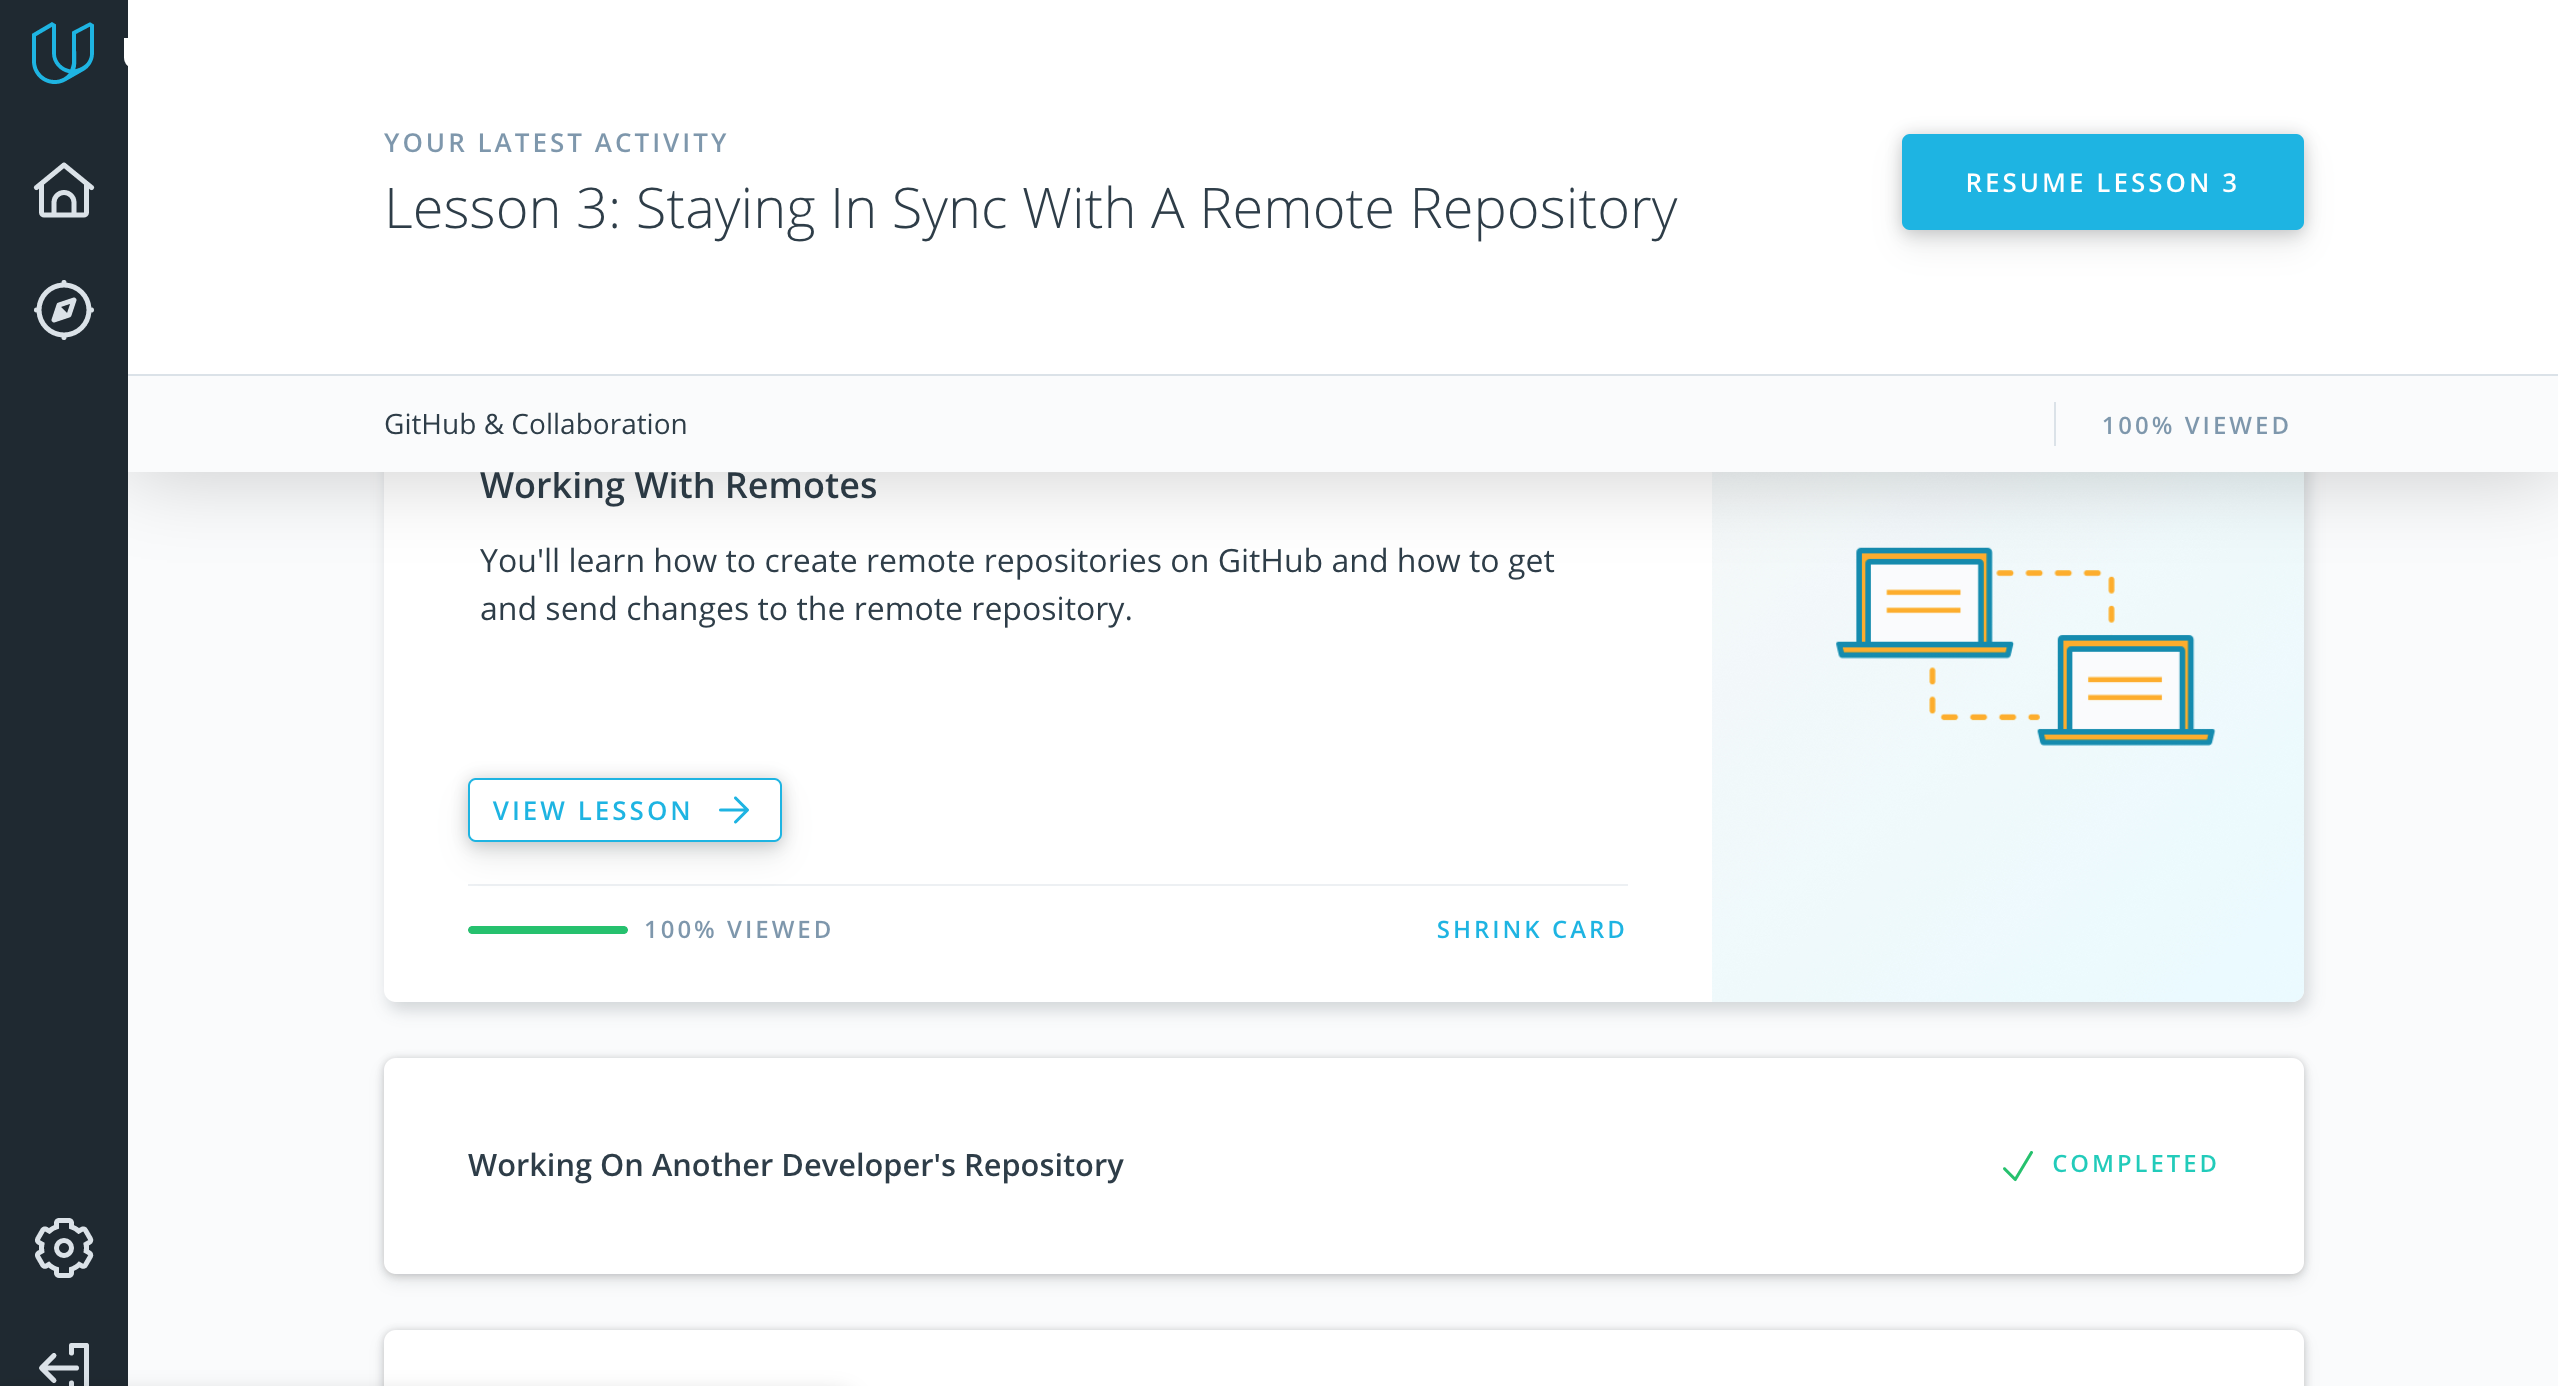 YOUR LATEST ACTIVITY
Lesson 3: Staying In Sync With A Remote Repository
RESUME LESSON 3
GitHub & Collaboration
100% VIEWED
Working With Remotes
You'll learn how to create remote repositories on GitHub and how to get
and send changes to the remote repository.
VIEW LESSON
100% VIEWED
SHRINK CARD
Working On Another Developer's Repository
COMPLETED